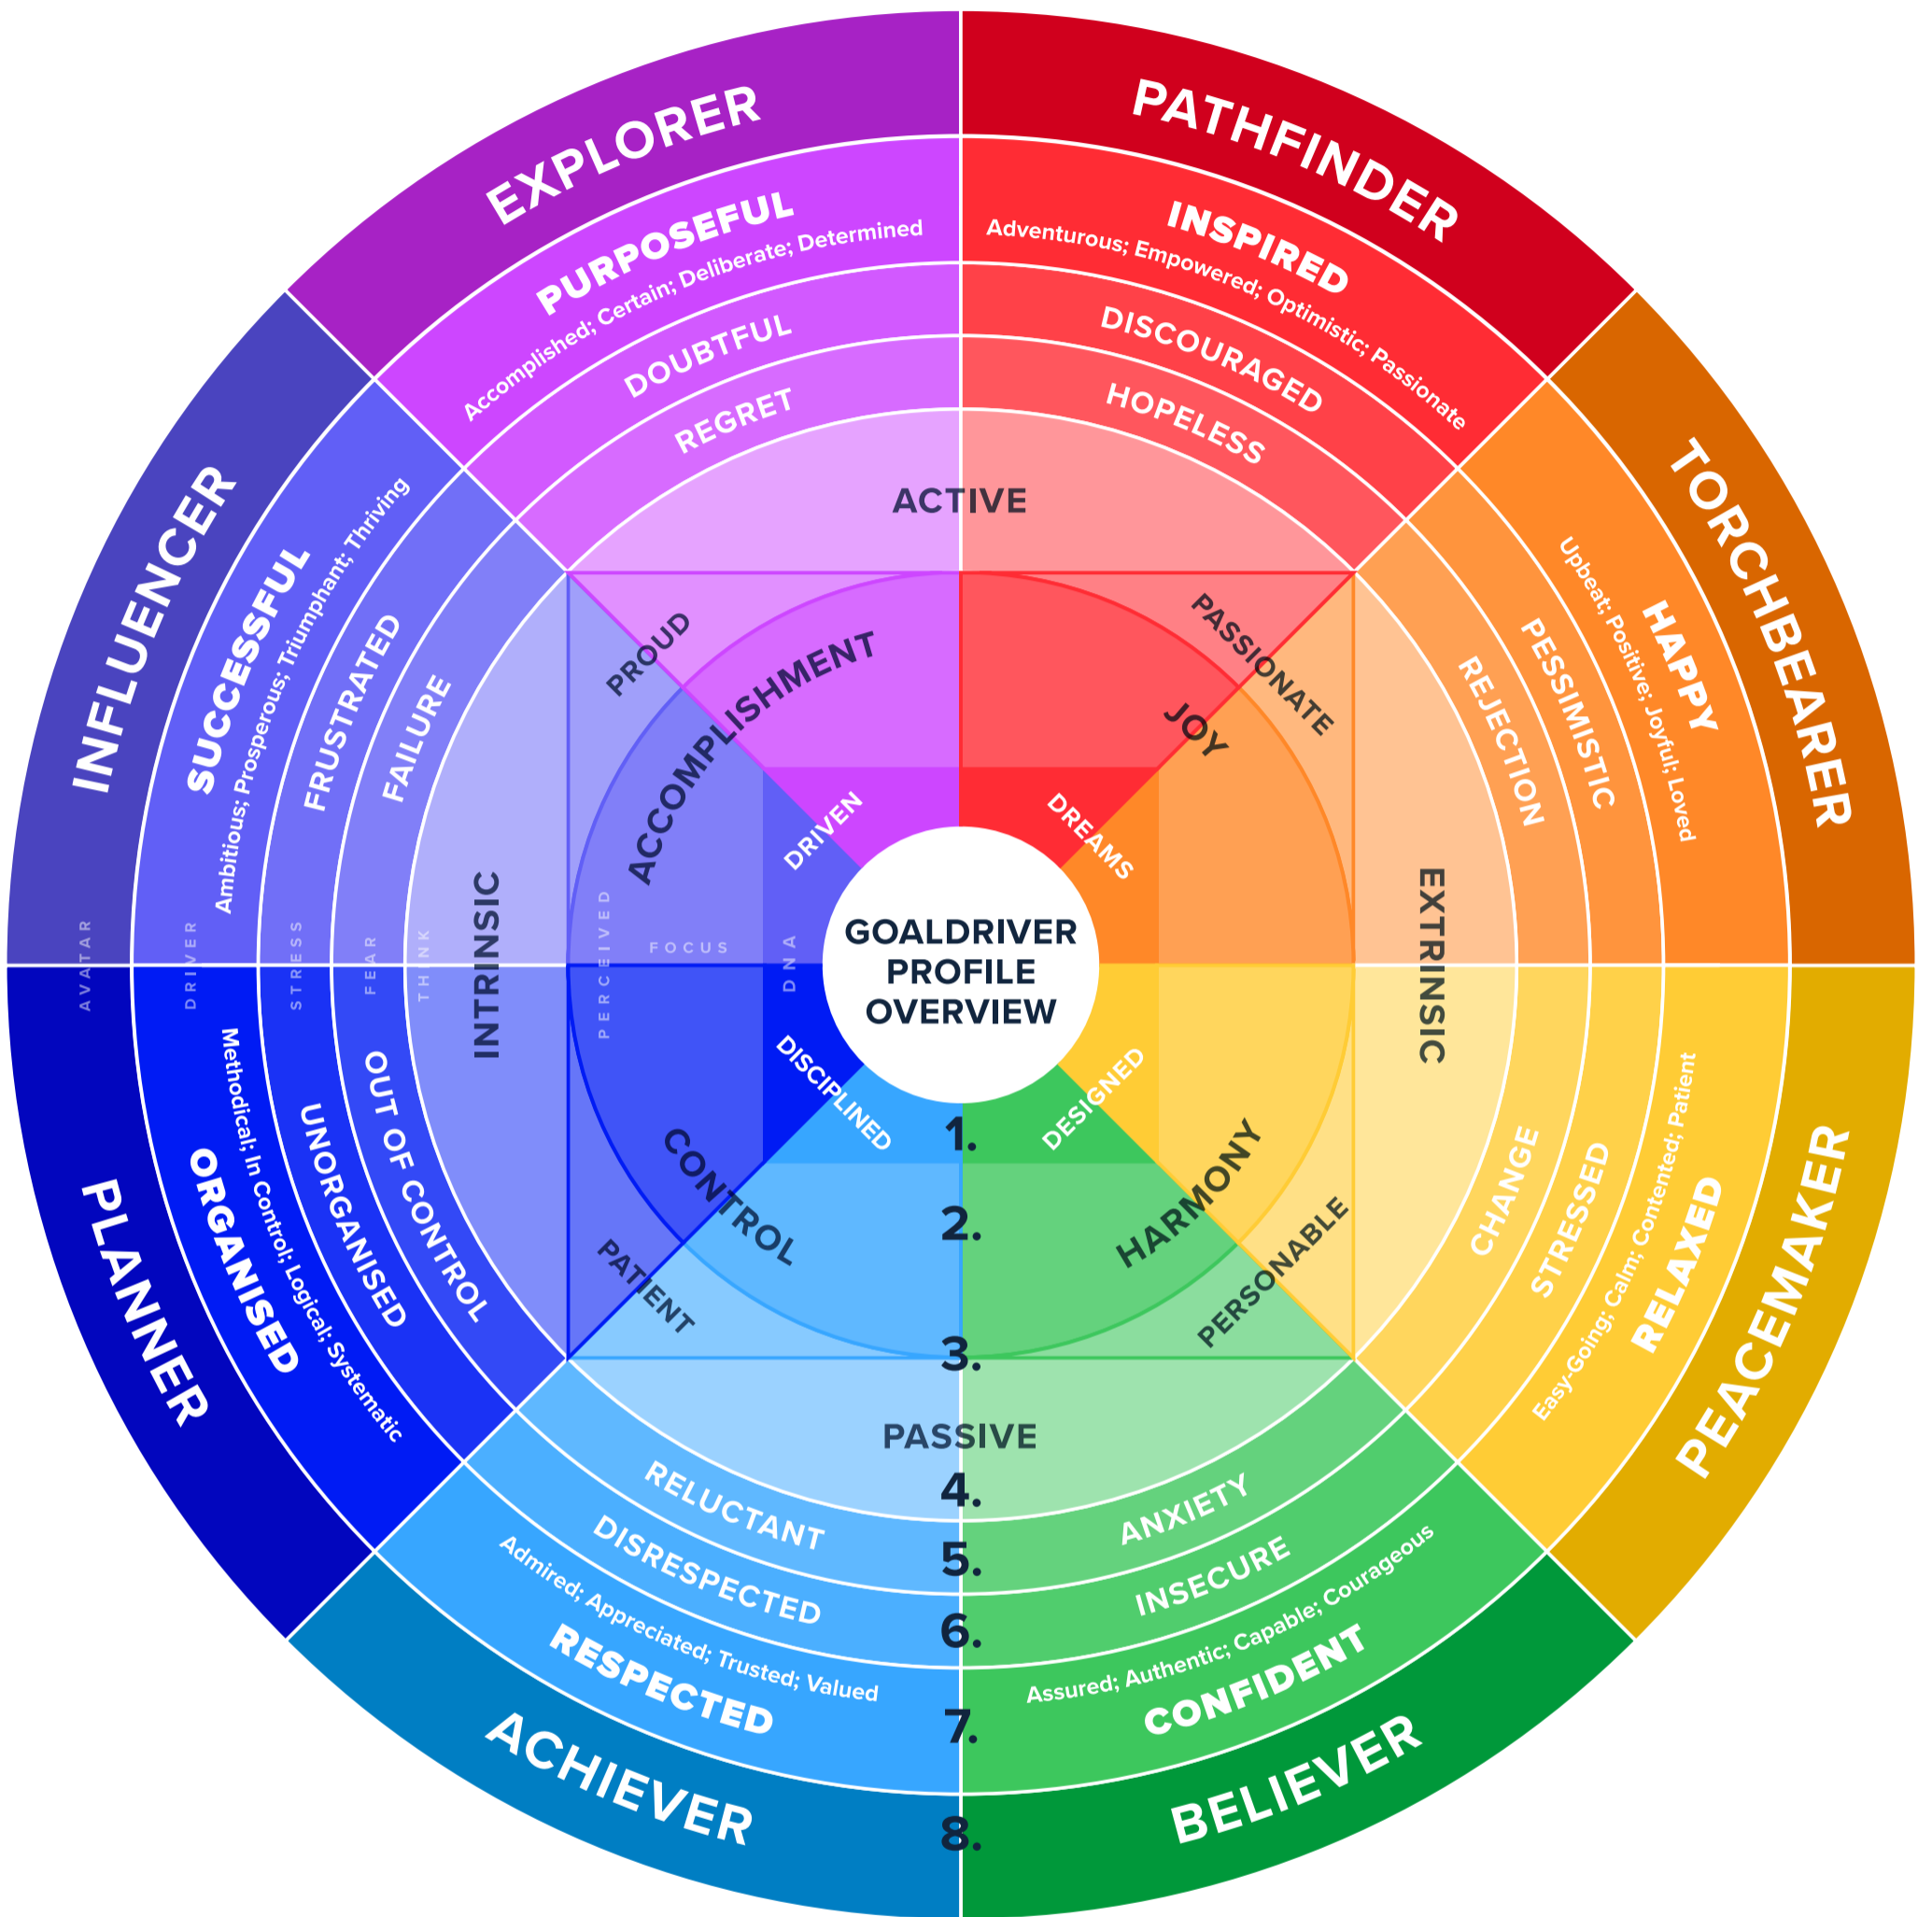 GOALDRIVER
PROFILE
OVERVIEW
EXPLORER
PURPOSEFUL
Accomplished; Certain; Deliberate; Determined
DOUBTFUL
REGRET
PATHFINDER
INSPIRED
Adventurous; Empowered; Optimistic; Passionate
DISCOURAGED
HOPELESS
TORCHBEARER
HAPPY
Upbeat; Positive; Joyful; Loved
PESSIMISTIC
REJECTION
PEACEMAKER
RELAXED
Easy-Going; Calm; Contented; Patient
STRESSED
CHANGE
BELIEVER
CONFIDENT
Assured; Authentic; Capable; Courageous
INSECURE
ANXIETY
ACHIEVER
RESPECTED
Admired; Appreciated; Trusted; Valued
DISRESPECTED
RELUCTANT
PLANNER
ORGANISED
Methodical; In Control; Logical; Systematic
UNORGANISED
OUT OF CONTROL
INFLUENCER
SUCCESSFUL
Ambitious; Prosperous; Triumphant; Thriving
FRUSTRATED
FAILURE
ACTIVE
EXTRINSIC
PASSIVE
INTRINSIC
PROUD
PASSIONATE
PERSONABLE
PATIENT
ACCOMPLISHMENT
JOY
HARMONY
CONTROL
DRIVEN
DREAMS
DESIGNED
DISCIPLINED
AVATAR
DRIVER
STRESS
FEAR
THINK
PERCEIVED
FOCUS
DNA
1.
2.
3.
4.
5.
6.
7.
8.